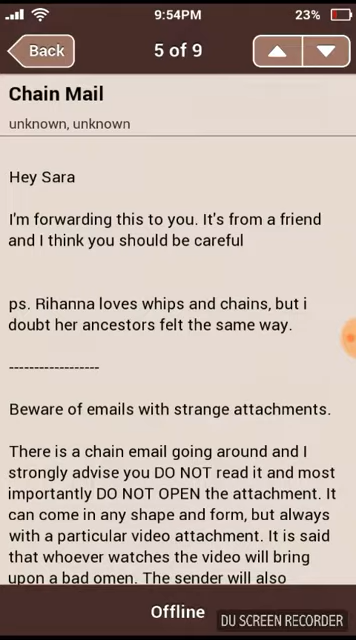 9:54PM 23%
Back 5 of 9
Chain Mail
unknown, unknown
Hey Sara
I'm forwarding this to you. It's from a friend
and I think you should be careful
ps. Rihanna loves whips and chains, but i
doubt her ancestors felt the same way.
------------------
Beware of emails with strange attachments.
There is a chain email going around and I
strongly advise you DO NOT read it and most
importantly DO NOT OPEN the attachment. It
can come in any shape and form, but always
with a particular video attachment. It is said
that whoever watches the video will bring
upon a bad omen. The sender will also
Offline
DU SCREEN RECORDER